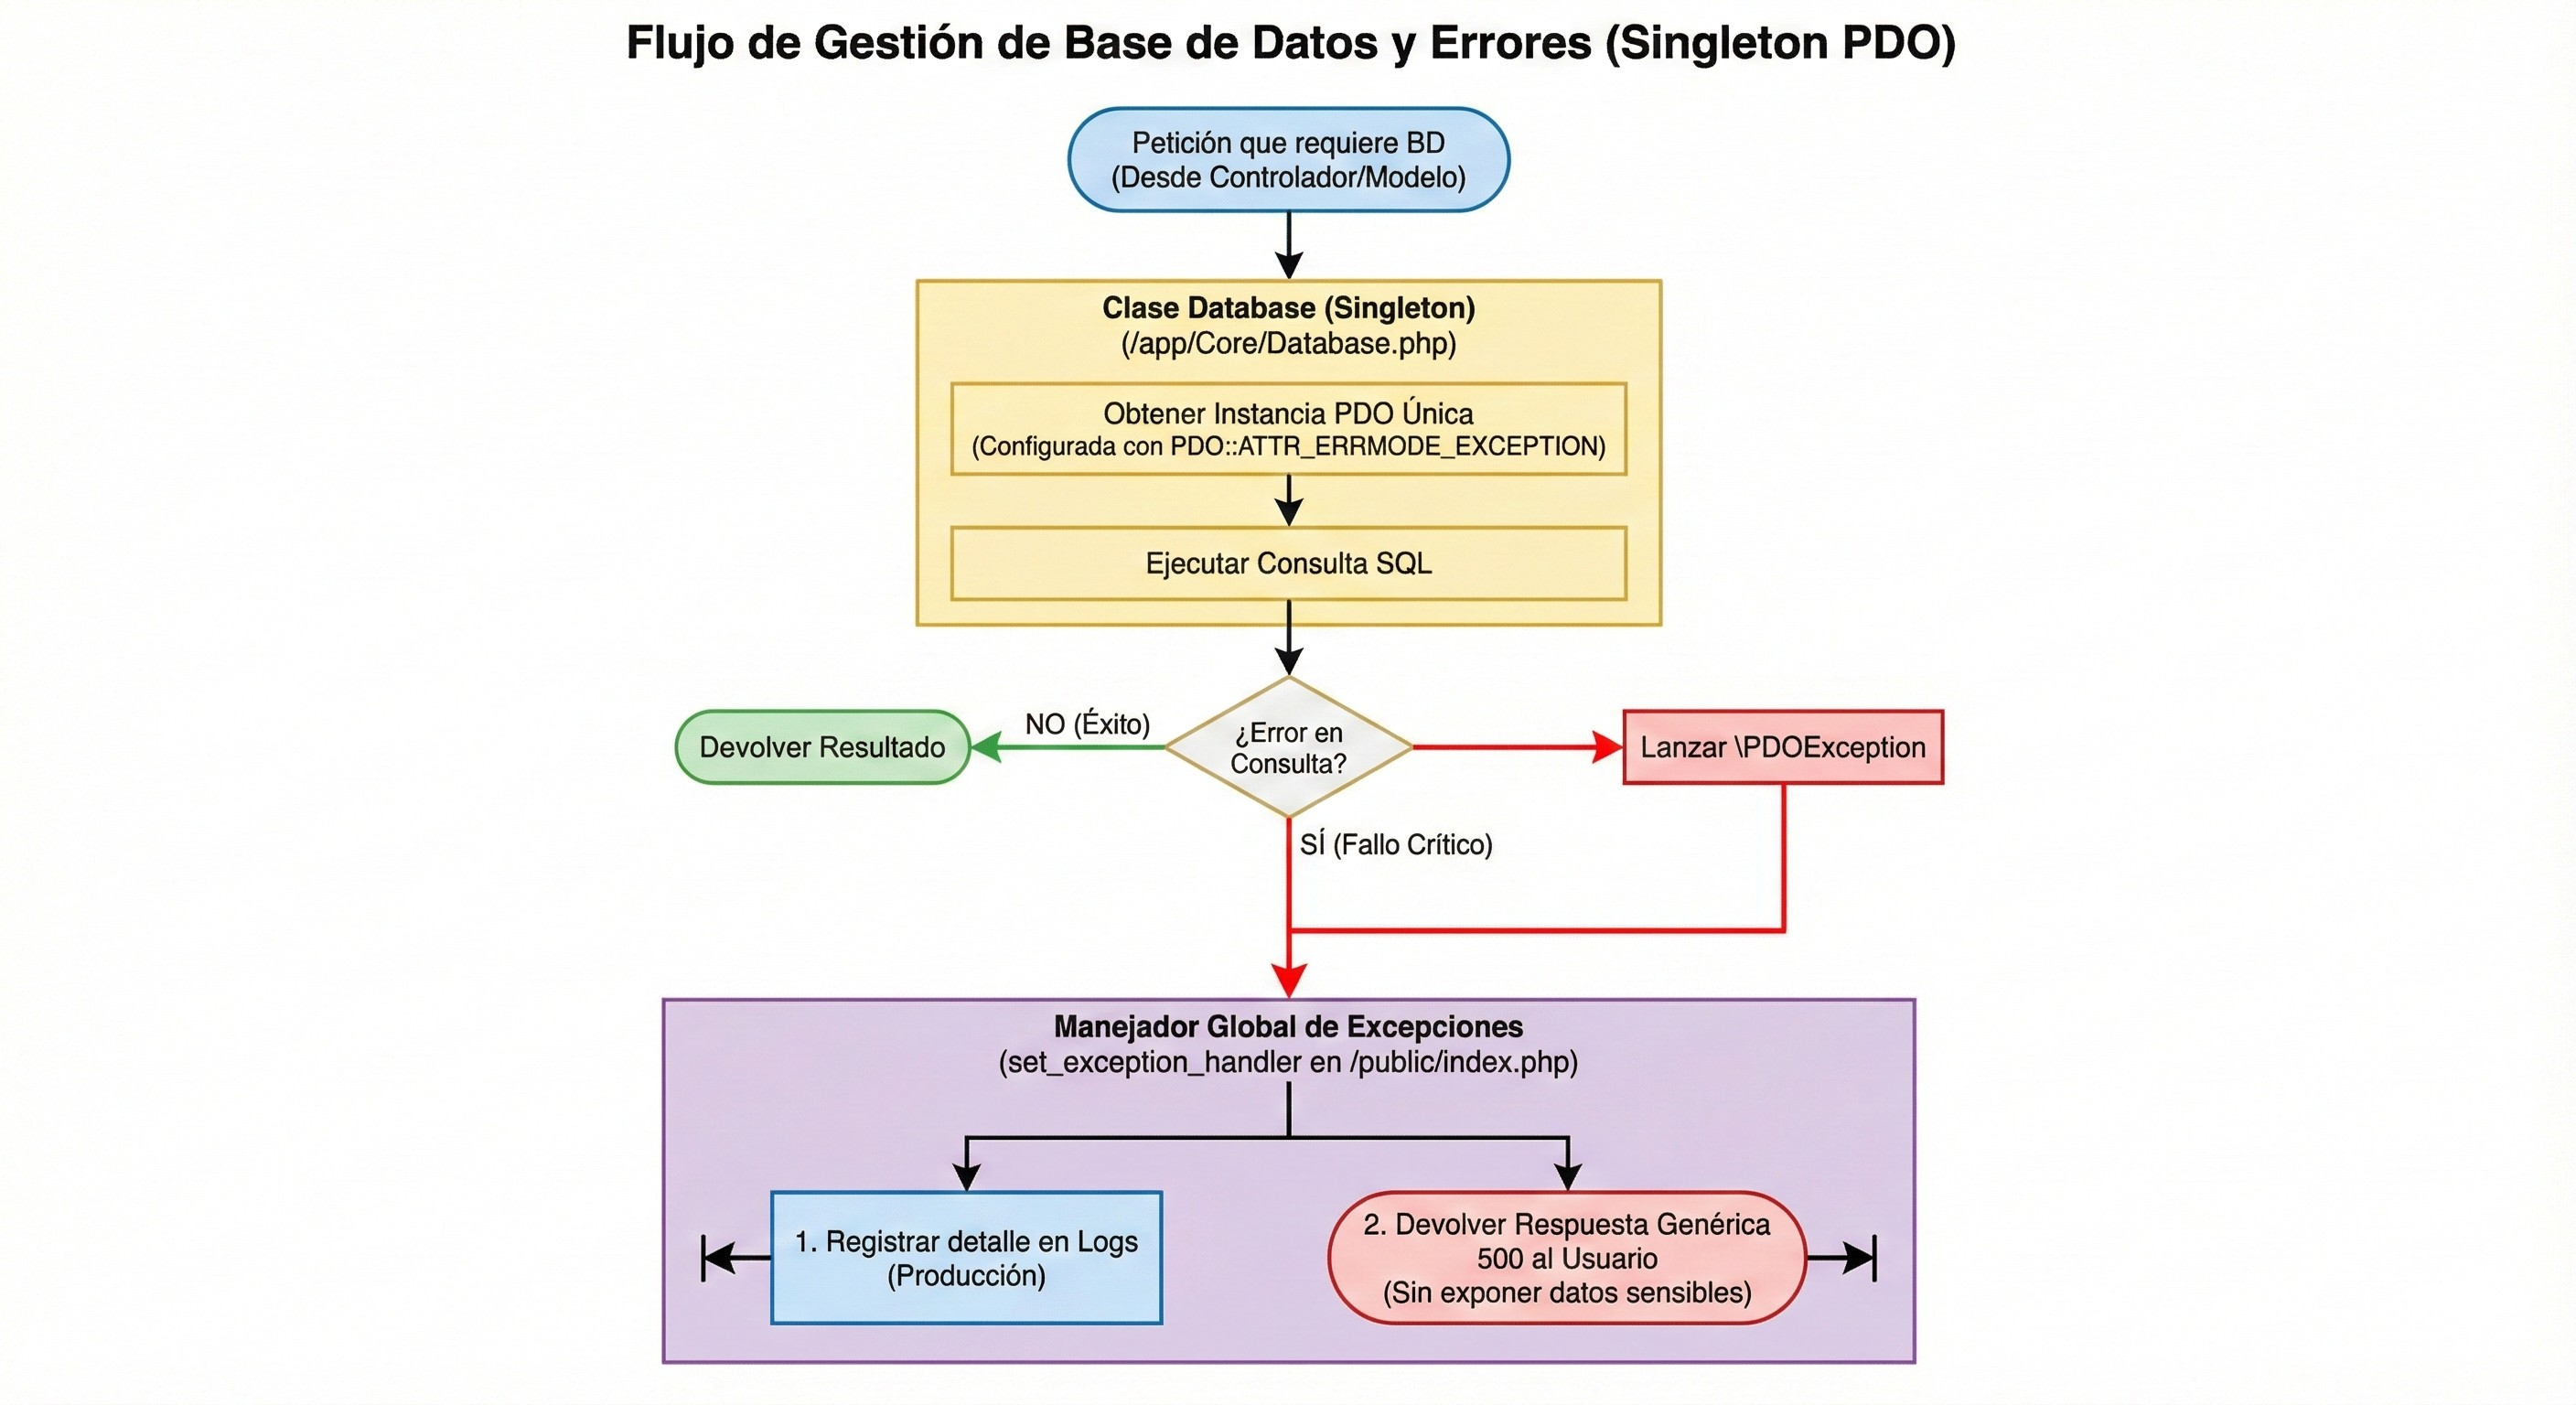 Flujo de Gestión de Base de Datos y Errores (Singleton PDO)
Petición que requiere BD
(Desde Controlador/Modelo)
Clase Database (Singleton)
(/app/Core/Database.php)
Obtener Instancia PDO Única
(Configurada con PDO::ATTR_ERRMODE_EXCEPTION)
Ejecutar Consulta SQL
¿Error en
Consulta?
NO (Éxito)
Devolver Resultado
Lanzar \PDOException
SÍ (Fallo Crítico)
Manejador Global de Excepciones
(set_exception_handler en /public/index.php)
1. Registrar detalle en Logs
(Producción)
2. Devolver Respuesta Genérica
500 al Usuario
(Sin exponer datos sensibles)